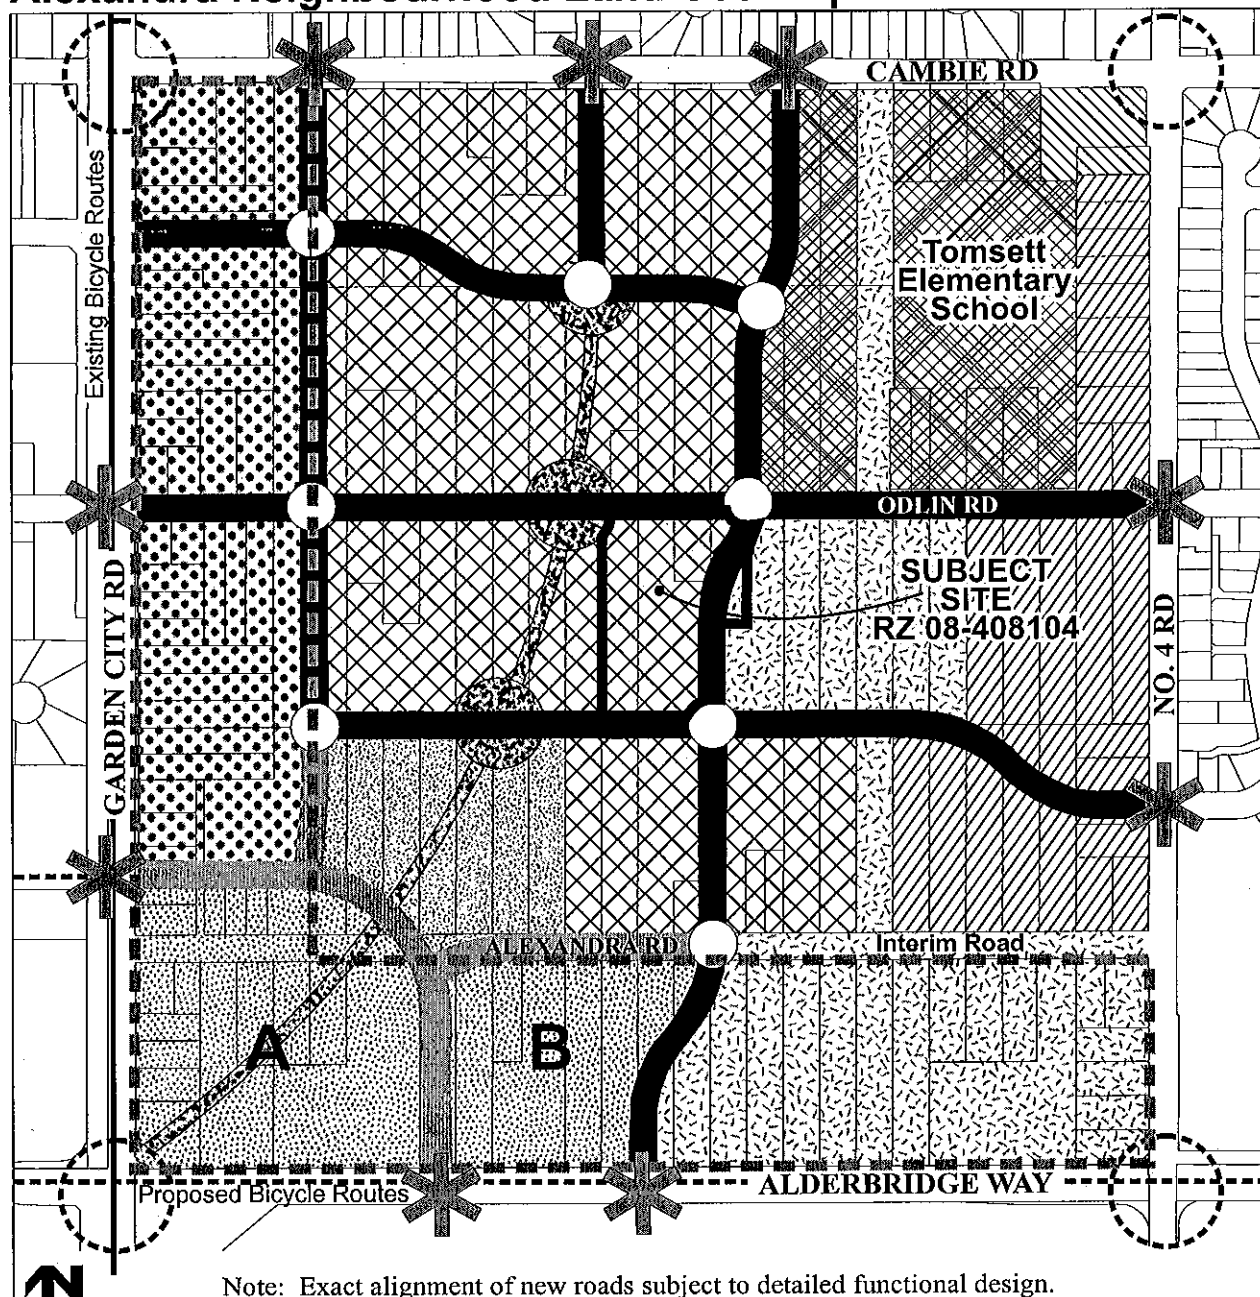 CAMBIE RD
Existing Bicycle Routes
Tomsett
Elementary
School
ODLIN RD
SUBJECT
SITE
RZ 08-408104
GARDEN CITY RD
NO. 4 RD
ALEXANDRA RD
Interim Road
A
B
Proposed Bicycle Routes
ALDERBRIDGE WAY
Note: Exact alignment of new roads subject to detailed functional design.